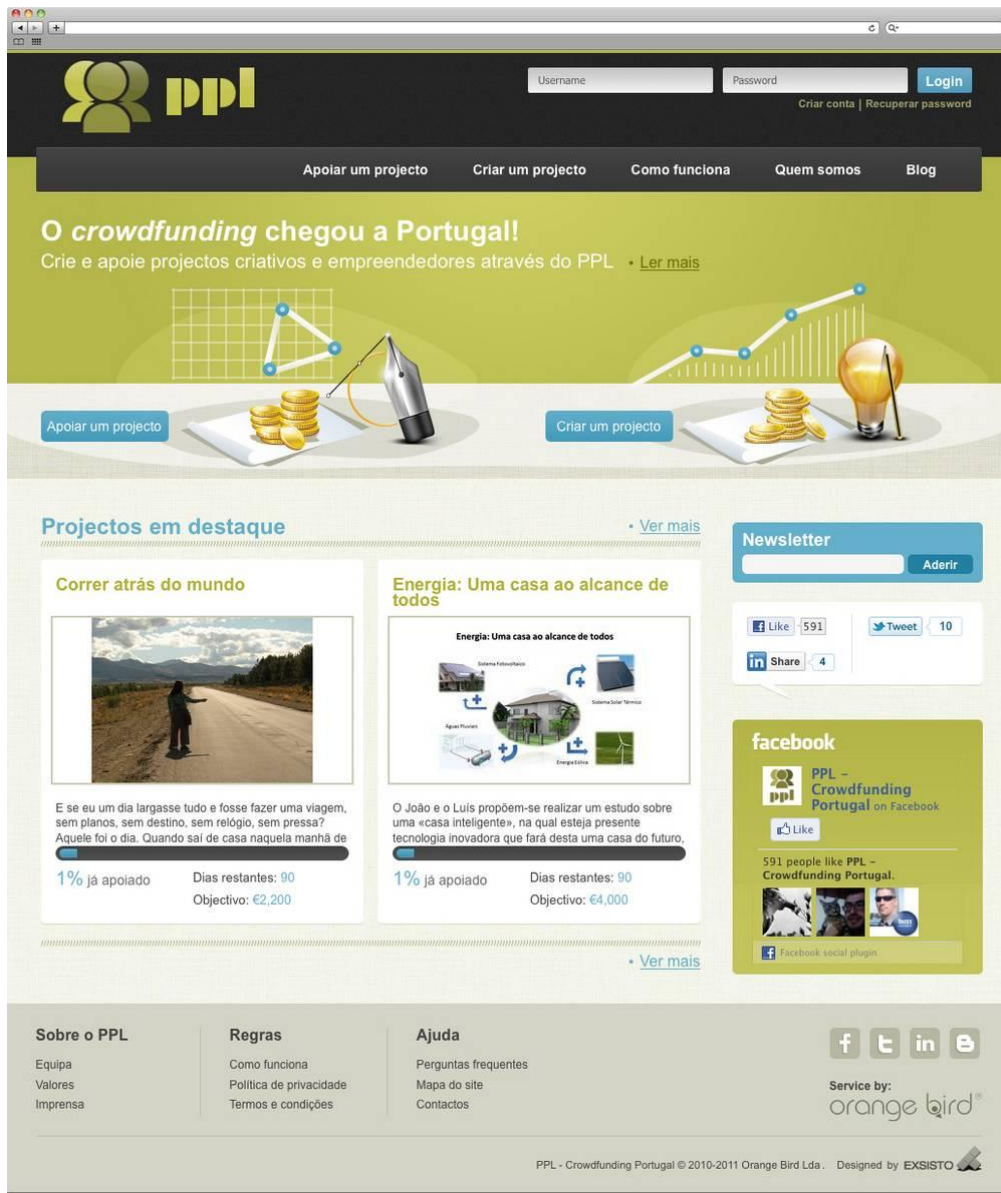 ppl
Username
Password
Login
Criar conta | Recuperar password
Apoiar um projecto
Criar um projecto
Como funciona
Quem somos
Blog
O crowdfunding chegou a Portugal!
Crie e apoie projectos criativos e empreendedores através do PPL • Ler mais
Apoiar um projecto
Criar um projecto
Projectos em destaque
• Ver mais
Correr atrás do mundo
E se eu um dia largasse tudo e fosse fazer uma viagem,
sem planos, sem destino, sem relógio, sem pressa?
Aquele foi o dia. Quando saí de casa naquela manhã de
1% já apoiado
Dias restantes: 90
Objectivo: €2,200
Energia: Uma casa ao alcance de
todos
Energia: Uma casa ao alcance de todos
Sistema Fotovoltaico
Sistema Solar Térmico
Águas Pluviais
Energia Eólica
O João e o Luís propõem-se realizar um estudo sobre
uma «casa inteligente», na qual esteja presente
tecnologia inovadora que fará desta uma casa do futuro,
1% já apoiado
Dias restantes: 90
Objectivo: €4,000
• Ver mais
Newsletter
Aderir
Like 591
Tweet 10
in Share 4
facebook
ppl
PPL –
Crowdfunding
Portugal on Facebook
Like
591 people like PPL –
Crowdfunding Portugal.
Facebook social plugin
Sobre o PPL
Equipa
Valores
Imprensa
Regras
Como funciona
Política de privacidade
Termos e condições
Ajuda
Perguntas frequentes
Mapa do site
Contactos
Service by:
orange bird®
PPL - Crowdfunding Portugal © 2010-2011 Orange Bird Lda . Designed by EXSISTO